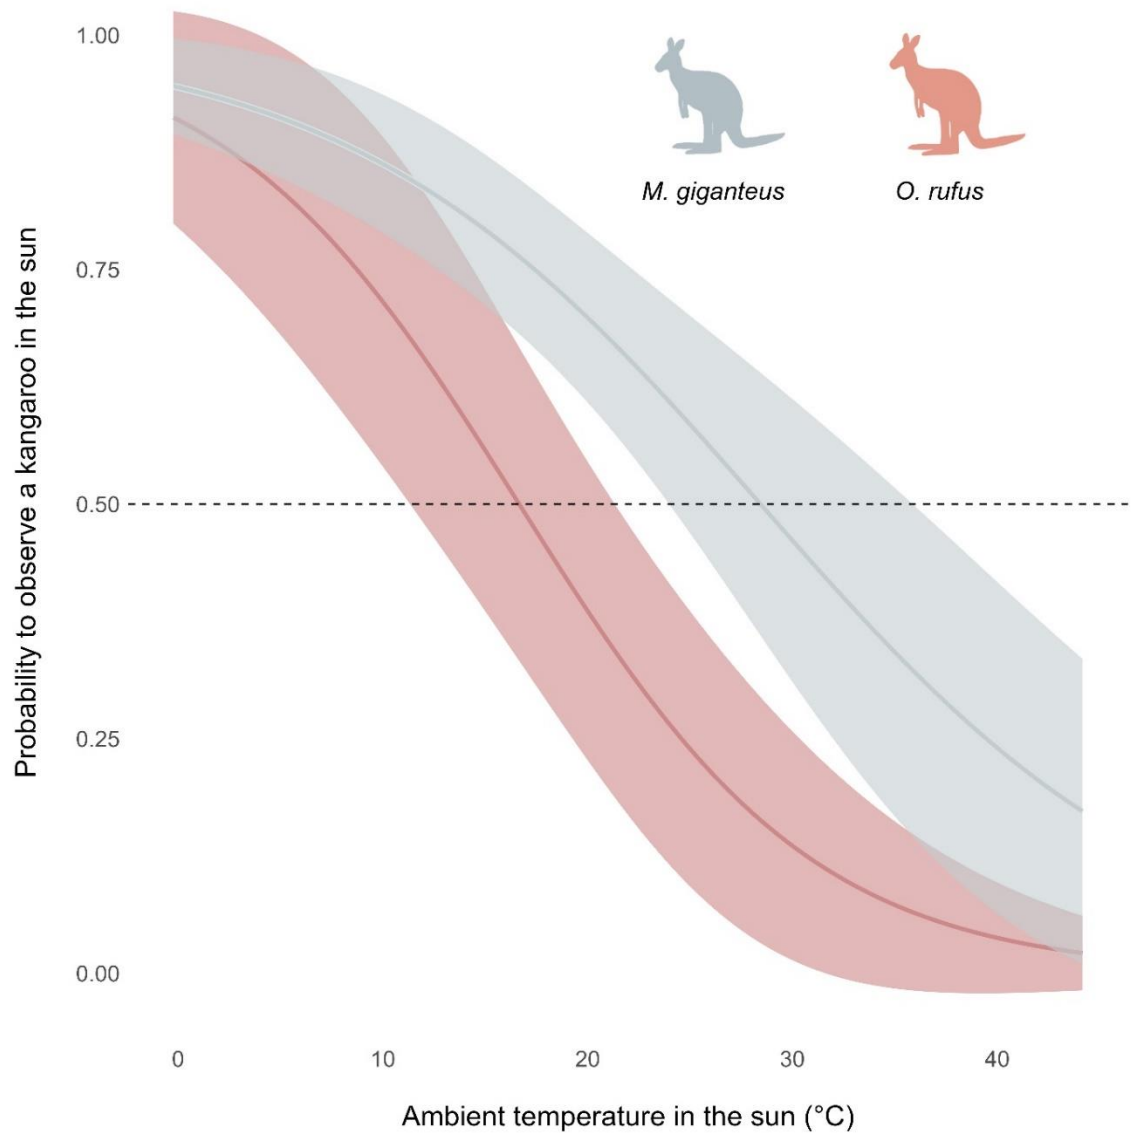 1.00
0.75
0.50
0.25
0.00
Probability to observe a kangaroo in the sun
M. giganteus
O. rufus
0 10 20 30 40
Ambient temperature in the sun (°C)